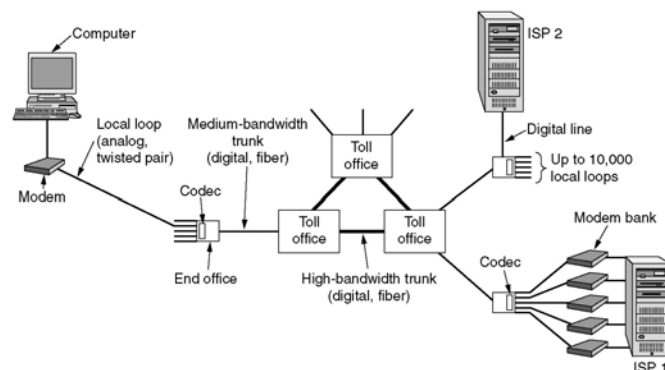 Computer
ISP 2
Local loop
(analog,
twisted pair)
Medium-bandwidth
trunk
(digital, fiber)
Digital line
Toll
office
Up to 10,000
local loops
Modem
Codec
Toll
office
Toll
office
Modem bank
End office
High-bandwidth trunk
(digital, fiber)
Codec
ISP 1